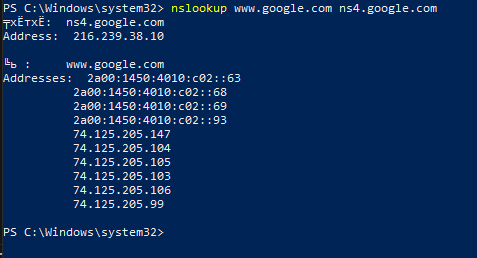 PS C:\Windows\system32> nslookup www.google.com ns4.google.com
╤хЁтхЁ:  ns4.google.com
Address:  216.239.38.10

╚ь :     www.google.com
Addresses:  2a00:1450:4010:c02::63
          2a00:1450:4010:c02::68
          2a00:1450:4010:c02::69
          2a00:1450:4010:c02::93
          74.125.205.147
          74.125.205.104
          74.125.205.105
          74.125.205.103
          74.125.205.106
          74.125.205.99

PS C:\Windows\system32>